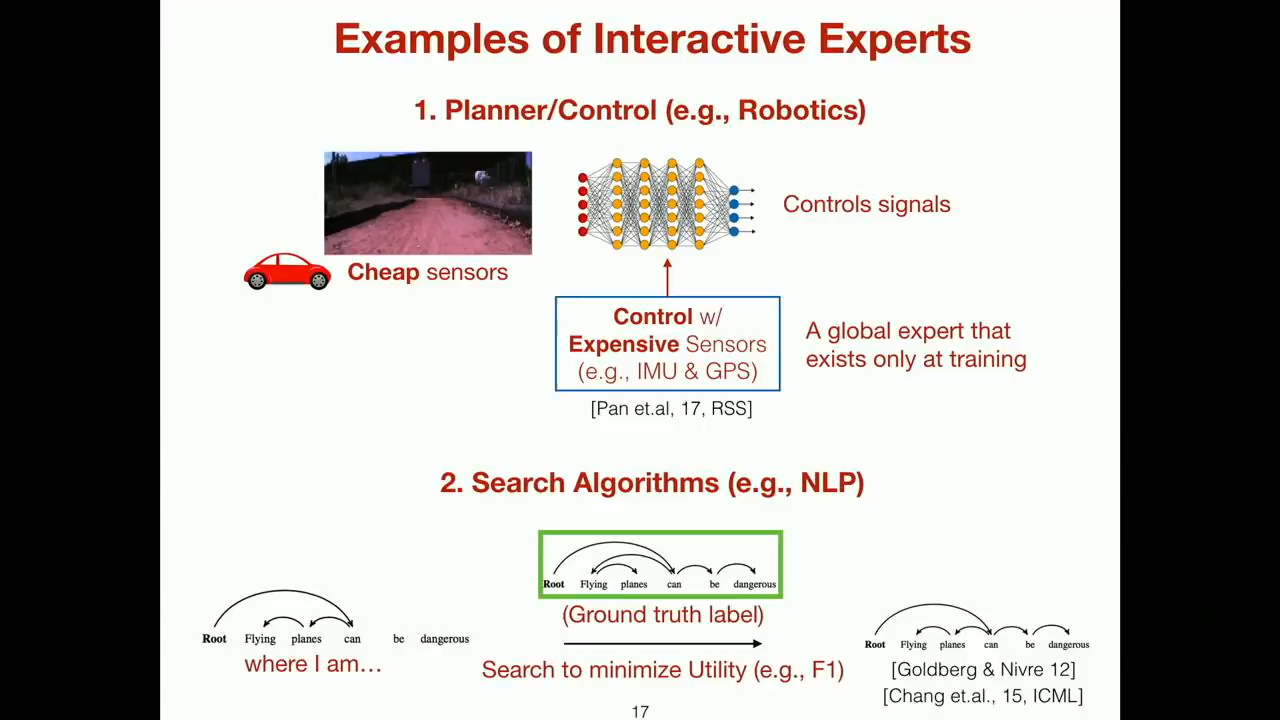 Examples of Interactive Experts
1. Planner/Control (e.g., Robotics)
Controls signals
Cheap sensors
Control w/
Expensive Sensors
(e.g., IMU & GPS)
A global expert that
exists only at training
[Pan et.al, 17, RSS]
2. Search Algorithms (e.g., NLP)
Root Flying planes can be dangerous
(Ground truth label)
Root Flying planes can be dangerous
where I am...
Search to minimize Utility (e.g., F1)
Root Flying planes can be dangerous
[Goldberg & Nivre 12]
[Chang et.al., 15, ICML]
17